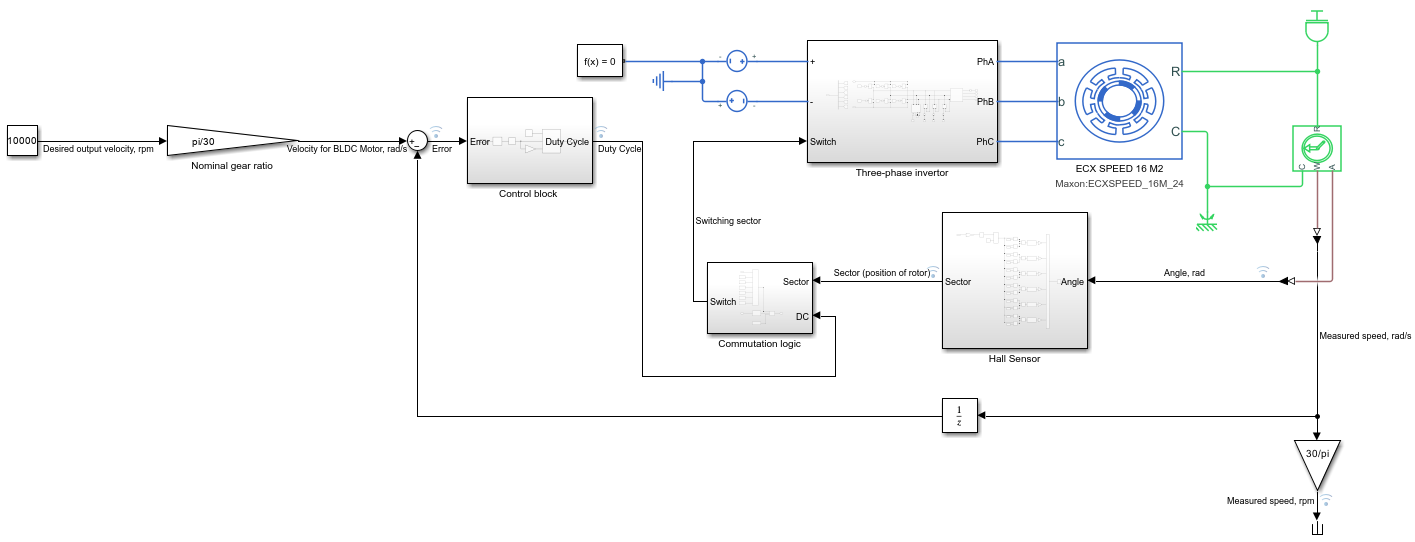 f(x) = 0
-
+
+
-
+
-
Switch
PhA
PhB
PhC
Three-phase invertor
a
b
c
R
C
ECX SPEED 16 M2
Maxon:ECXSPEED_16M_24
R
C
W
A
10000
Desired output velocity, rpm
pi/30
Nominal gear ratio
Velocity for BLDC Motor, rad/s
+
-
Error
Error
Duty Cycle
Control block
Duty Cycle
Switching sector
Switch
Sector
DC
Commutation logic
Sector (position of rotor)
Sector
Angle
Hall Sensor
Angle, rad
Measured speed, rad/s
1
z
30/pi
Measured speed, rpm